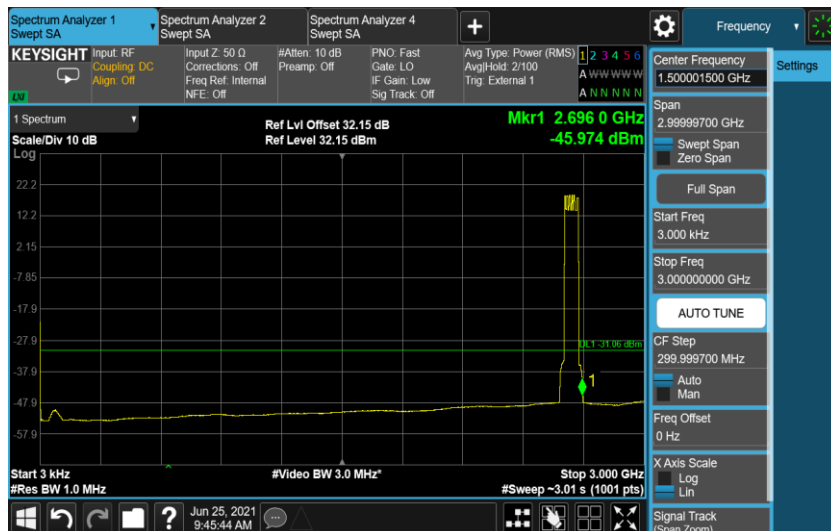 Spectrum Analyzer 1
Swept SA
Spectrum Analyzer 2
Swept SA
Spectrum Analyzer 4
Swept SA
+
Frequency
KEYSIGHT
Input: RF
Coupling: DC
Align: Off
Input Z: 50 Ω
Corrections: Off
Freq Ref: Internal
NFE: Off
#Atten: 10 dB
Preamp: Off
PNO: Fast
Gate: LO
IF Gain: Low
Sig Track: Off
Avg Type: Power (RMS)
Avg|Hold: 2/100
Trig: External 1
1 2 3 4 5 6
A W W W W W
A N N N N N
LXI
1 Spectrum
Scale/Div 10 dB
Log
Ref Lvl Offset 32.15 dB
Ref Level 32.15 dBm
Mkr1 2.696 0 GHz
-45.974 dBm
22.2
12.2
2.15
-7.85
-17.9
-27.9
-37.9
-47.9
-57.9
DL1 -31.06 dBm
1
Start 3 kHz
#Res BW 1.0 MHz
#Video BW 3.0 MHz*
Stop 3.000 GHz
#Sweep ~3.01 s (1001 pts)
Center Frequency
1.500001500 GHz
Settings
Span
2.99999700 GHz
Swept Span
Zero Span
Full Span
Start Freq
3.000 kHz
Stop Freq
3.000000000 GHz
AUTO TUNE
CF Step
299.999700 MHz
Auto
Man
Freq Offset
0 Hz
X Axis Scale
Log
Lin
Signal Track
(Span Zoom)
?
Jun 25, 2021
9:45:44 AM